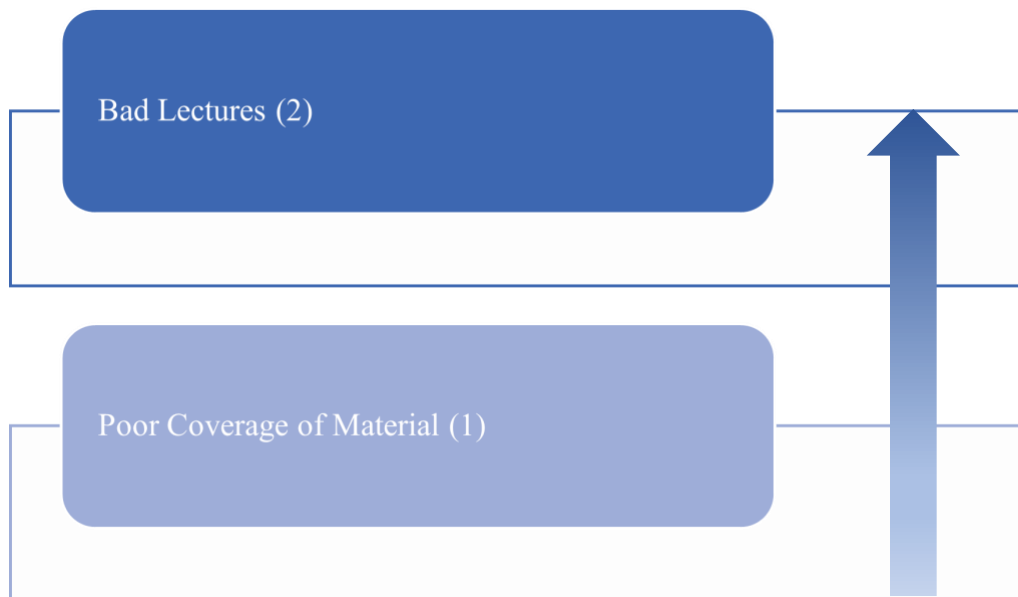 Bad Lectures (2)
Poor Coverage of Material (1)